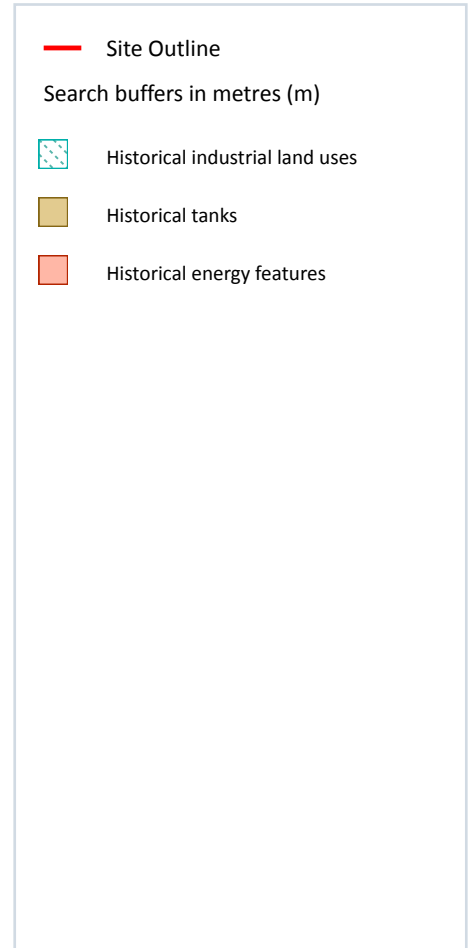 Site Outline
Search buffers in metres (m)
Historical industrial land uses
Historical tanks
Historical energy features